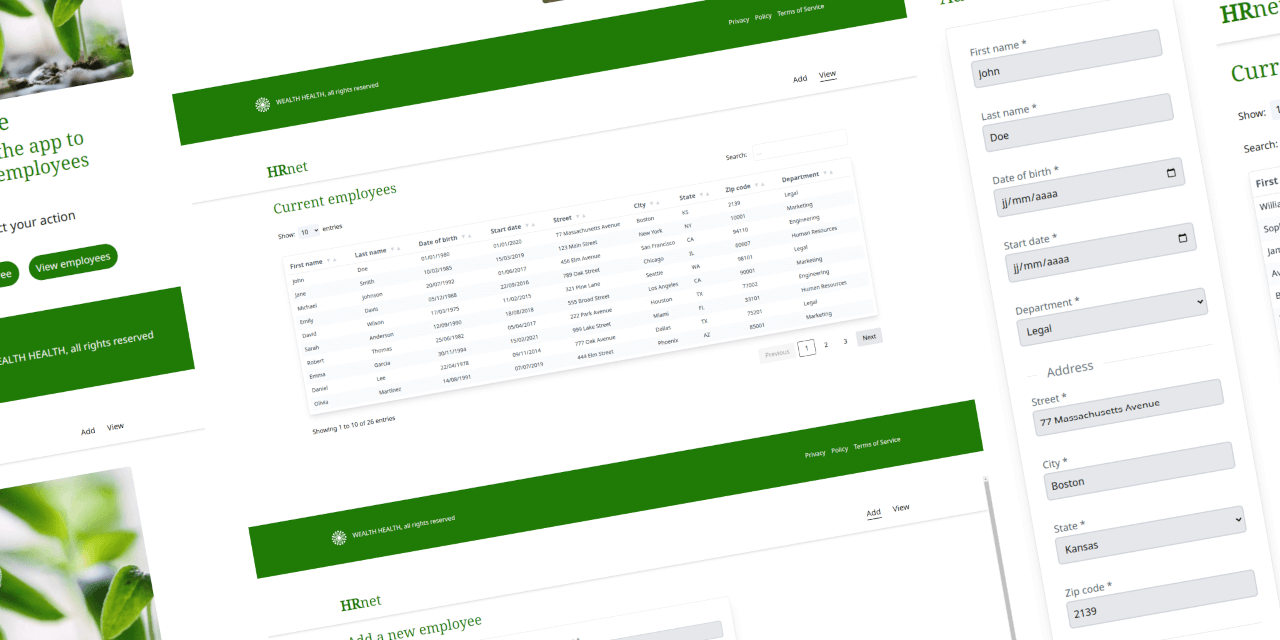 e
the app to
employees
ct your action
ee
View employees
EALTH HEALTH, all rights reserved
Add View
Privacy Policy Terms of Service
WEALTH HEALTH, all rights reserved
Add View
HRnet
Current employees
Search:
Show: 10 entries
First name Last name Date of birth Start date Street City State Zip code Department
John Doe 01/01/1980 01/01/2020 77 Massachusetts Avenue Boston KS 2139 Legal
Jane Smith 10/02/1985 15/03/2019 123 Main Street New York NY 10001 Marketing
Michael Johnson 20/07/1992 01/06/2017 456 Elm Avenue San Francisco CA 94110 Engineering
Emily Davis 05/12/1988 22/09/2016 789 Oak Street Chicago IL 60607 Human Resources
David Wilson 17/03/1975 11/02/2015 321 Pine Lane Seattle WA 98101 Legal
Sarah Anderson 12/09/1990 18/08/2018 555 Broad Street Los Angeles CA 90001 Marketing
Robert Thomas 25/06/1982 05/04/2017 222 Park Avenue Houston TX 77002 Engineering
Emma Garcia 30/11/1994 15/02/2021 999 Lake Street Miami FL 33101 Human Resources
Daniel Lee 22/04/1978 09/11/2014 777 Oak Avenue Dallas TX 75201 Legal
Olivia Martinez 14/08/1991 07/07/2019 444 Elm Street Phoenix AZ 85001 Marketing
Previous 1 2 3 Next
Showing 1 to 10 of 26 entries
Privacy Policy Terms of Service
WEALTH HEALTH, all rights reserved
Add View
HRnet
Add a new employee
First name *
John
Last name *
Doe
Date of birth *
jj/mm/aaaa
Start date *
jj/mm/aaaa
Department *
Legal
Address
Street *
77 Massachusetts Avenue
City *
Boston
State *
Kansas
Zip code *
2139
HRne
Curr
Show: 1
Search:
First
Willia
Sop
Jan